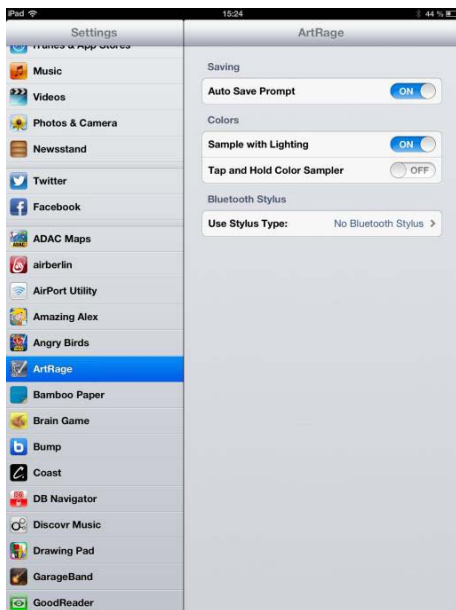 iPad 15:24 44 %
Settings
ArtRage
iTunes & App Stores
Music
Videos
Photos & Camera
Newsstand
Twitter
Facebook
ADAC Maps
airberlin
AirPort Utility
Amazing Alex
Angry Birds
ArtRage
Bamboo Paper
Brain Game
Bump
Coast
DB Navigator
Discovr Music
Drawing Pad
GarageBand
GoodReader
Saving
Auto Save Prompt ON
Colors
Sample with Lighting ON
Tap and Hold Color Sampler OFF
Bluetooth Stylus
Use Stylus Type: No Bluetooth Stylus >